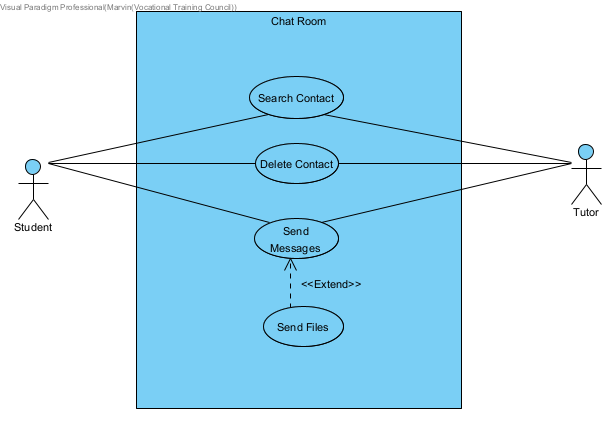 Visual Paradigm Professional(Marvin(Vocational Training Council))
Chat Room
Search Contact
Delete Contact
Student
Tutor
Send
Messages
<<Extend>>
Send Files